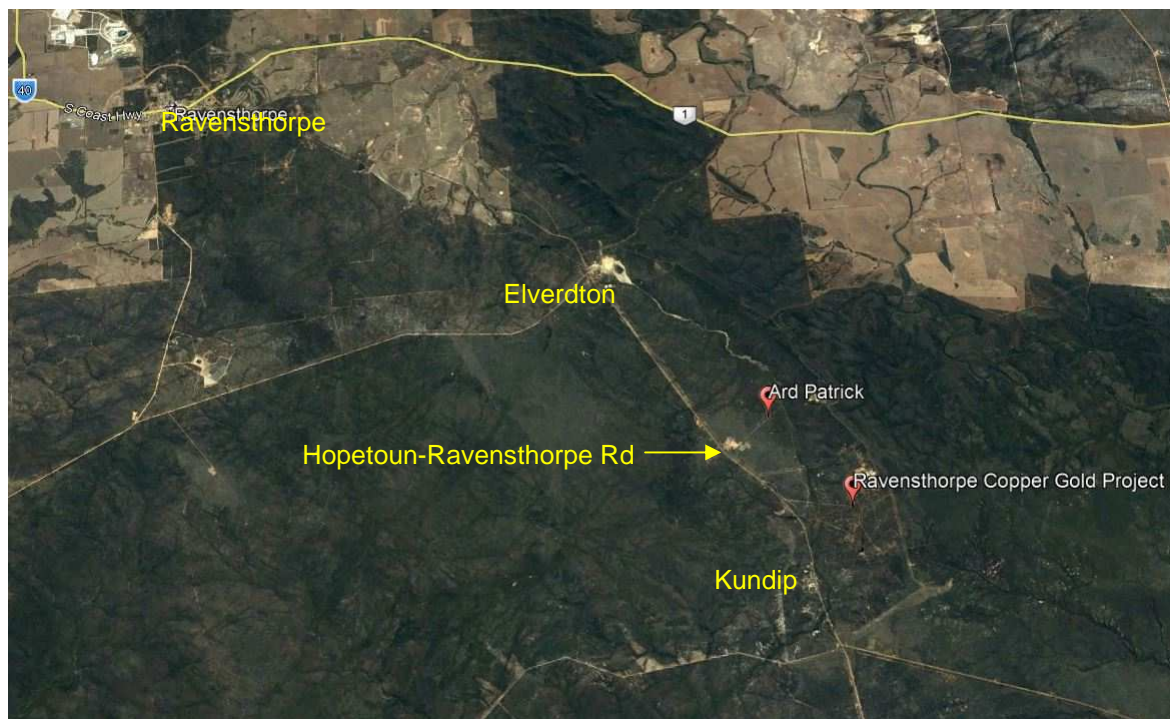 40
S Coast Hwy
Ravensthorpe
Ravensthorpe
1
Elverdton
Ard Patrick
Hopetoun-Ravensthorpe Rd
Ravensthorpe Copper Gold Project
Kundip